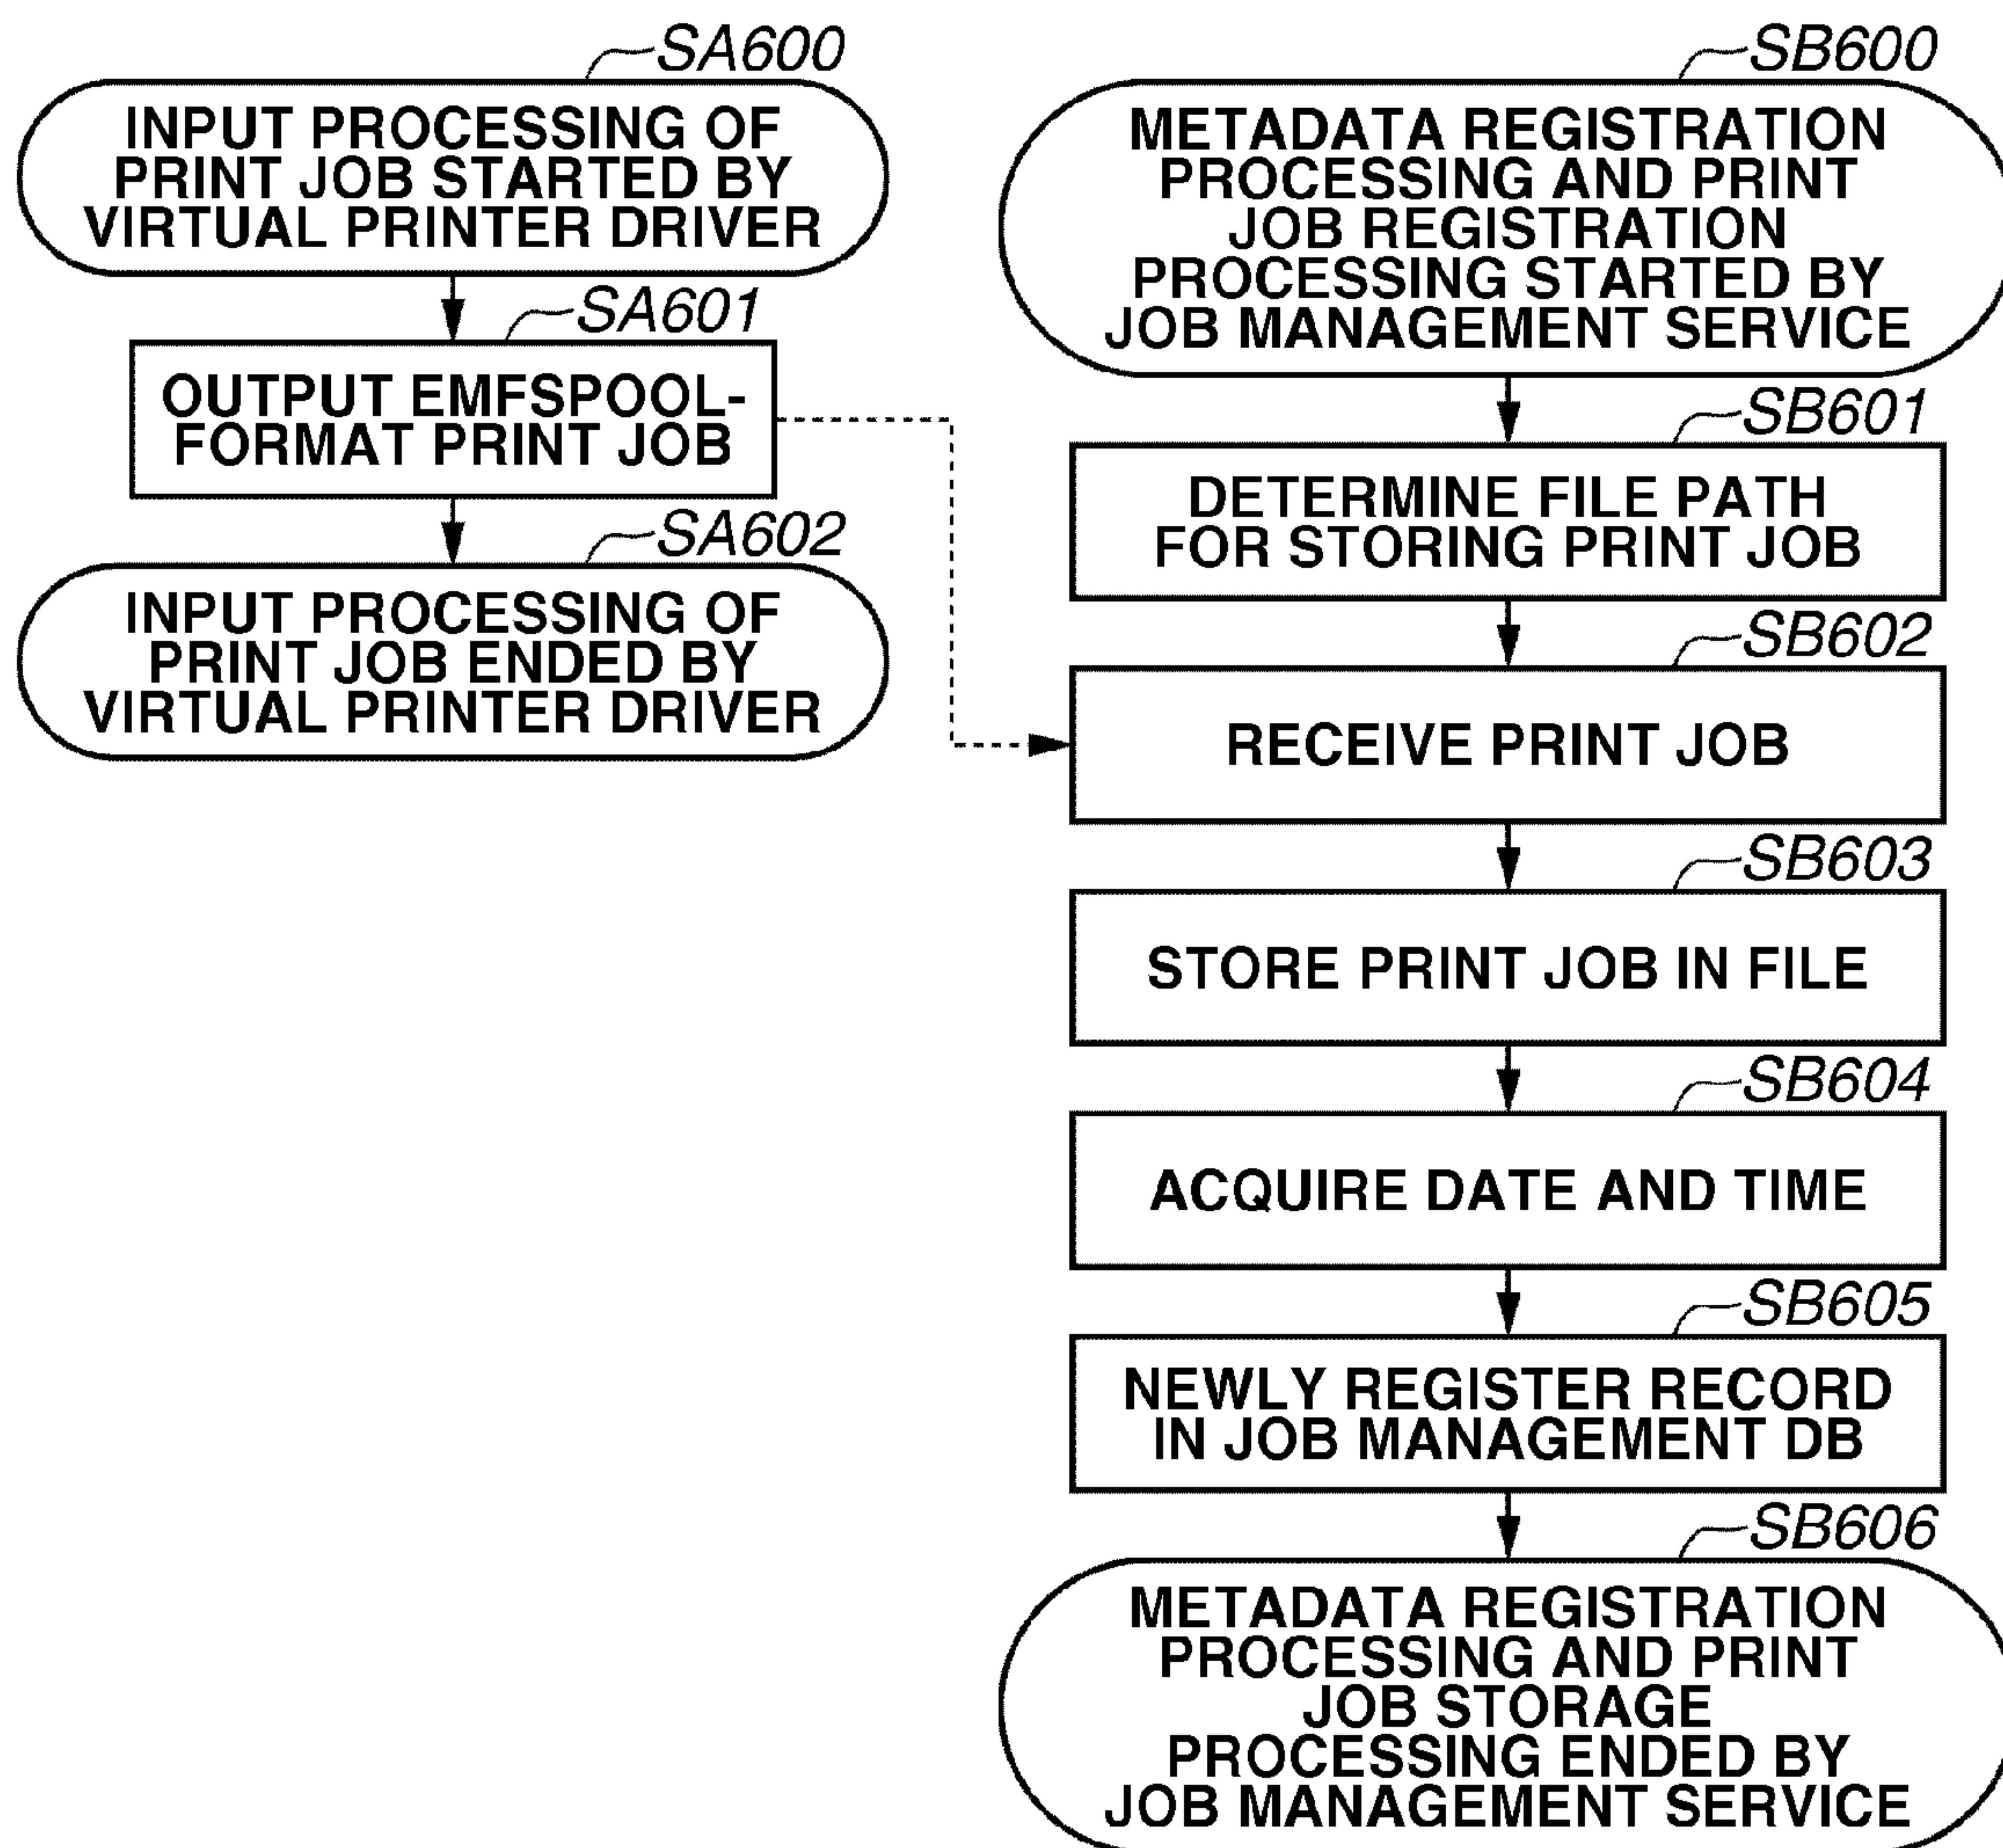 SA600
INPUT PROCESSING OF
PRINT JOB STARTED BY
VIRTUAL PRINTER DRIVER
SA601
OUTPUT EMFSPOOL-
FORMAT PRINT JOB
SA602
INPUT PROCESSING OF
PRINT JOB ENDED BY
VIRTUAL PRINTER DRIVER
SB600
METADATA REGISTRATION
PROCESSING AND PRINT
JOB REGISTRATION
PROCESSING STARTED BY
JOB MANAGEMENT SERVICE
SB601
DETERMINE FILE PATH
FOR STORING PRINT JOB
SB602
RECEIVE PRINT JOB
SB603
STORE PRINT JOB IN FILE
SB604
ACQUIRE DATE AND TIME
SB605
NEWLY REGISTER RECORD
IN JOB MANAGEMENT DB
SB606
METADATA REGISTRATION
PROCESSING AND PRINT
JOB STORAGE
PROCESSING ENDED BY
JOB MANAGEMENT SERVICE